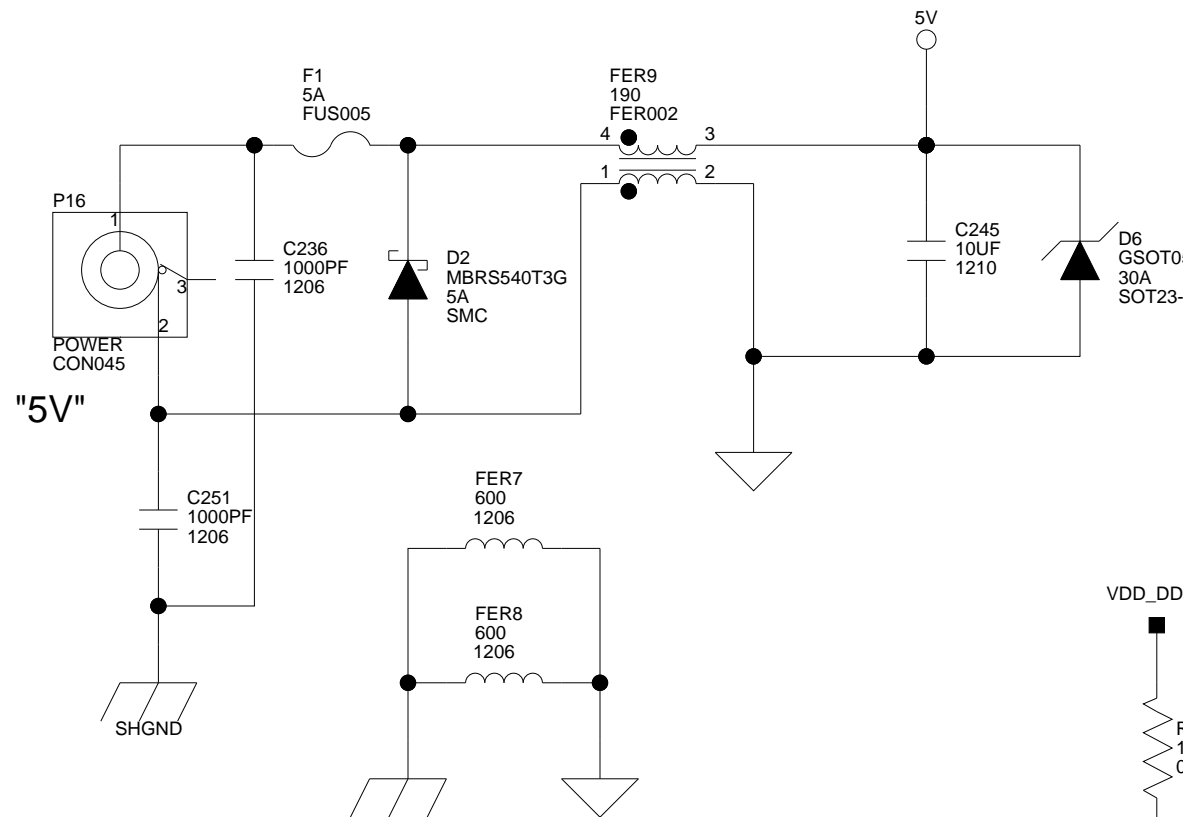 5V
F1
5A
FUS005
FER9
190
FER002
4
3
1
2
P16
1
3
2
POWER
CON045
"5V"
C236
1000PF
1206
D2
MBRS540T3G
5A
SMC
C245
10UF
1210
D6
30A
C251
1000PF
1206
SHGND
FER7
600
1206
FER8
600
1206